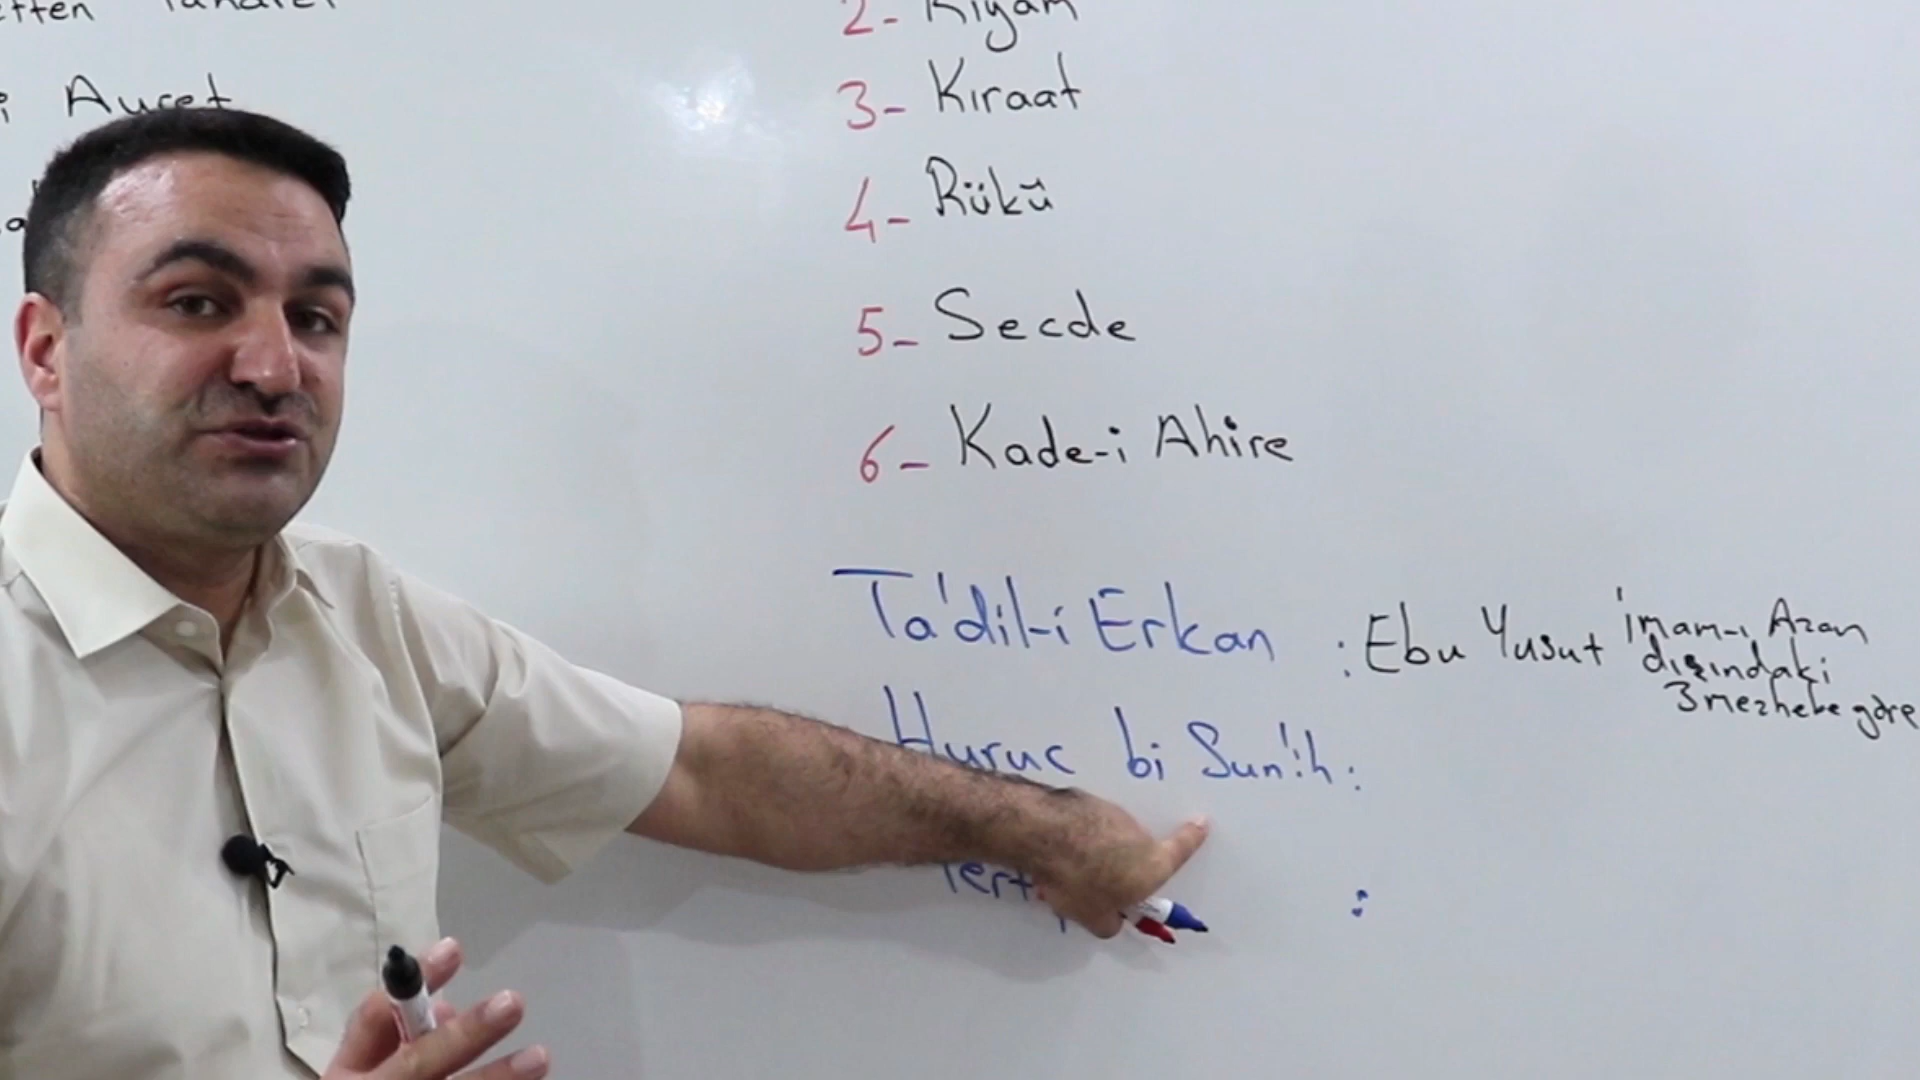 Avret
2- Kıyam
3- Kıraat
4- Rükû
5- Secde
6- Kade-i Ahire
Ta'dil-i Erkan : Ebu Yusuf İmam-ı Azam
dışındaki
3 mezhebe göre
Huruc bi Sun'ih :
: